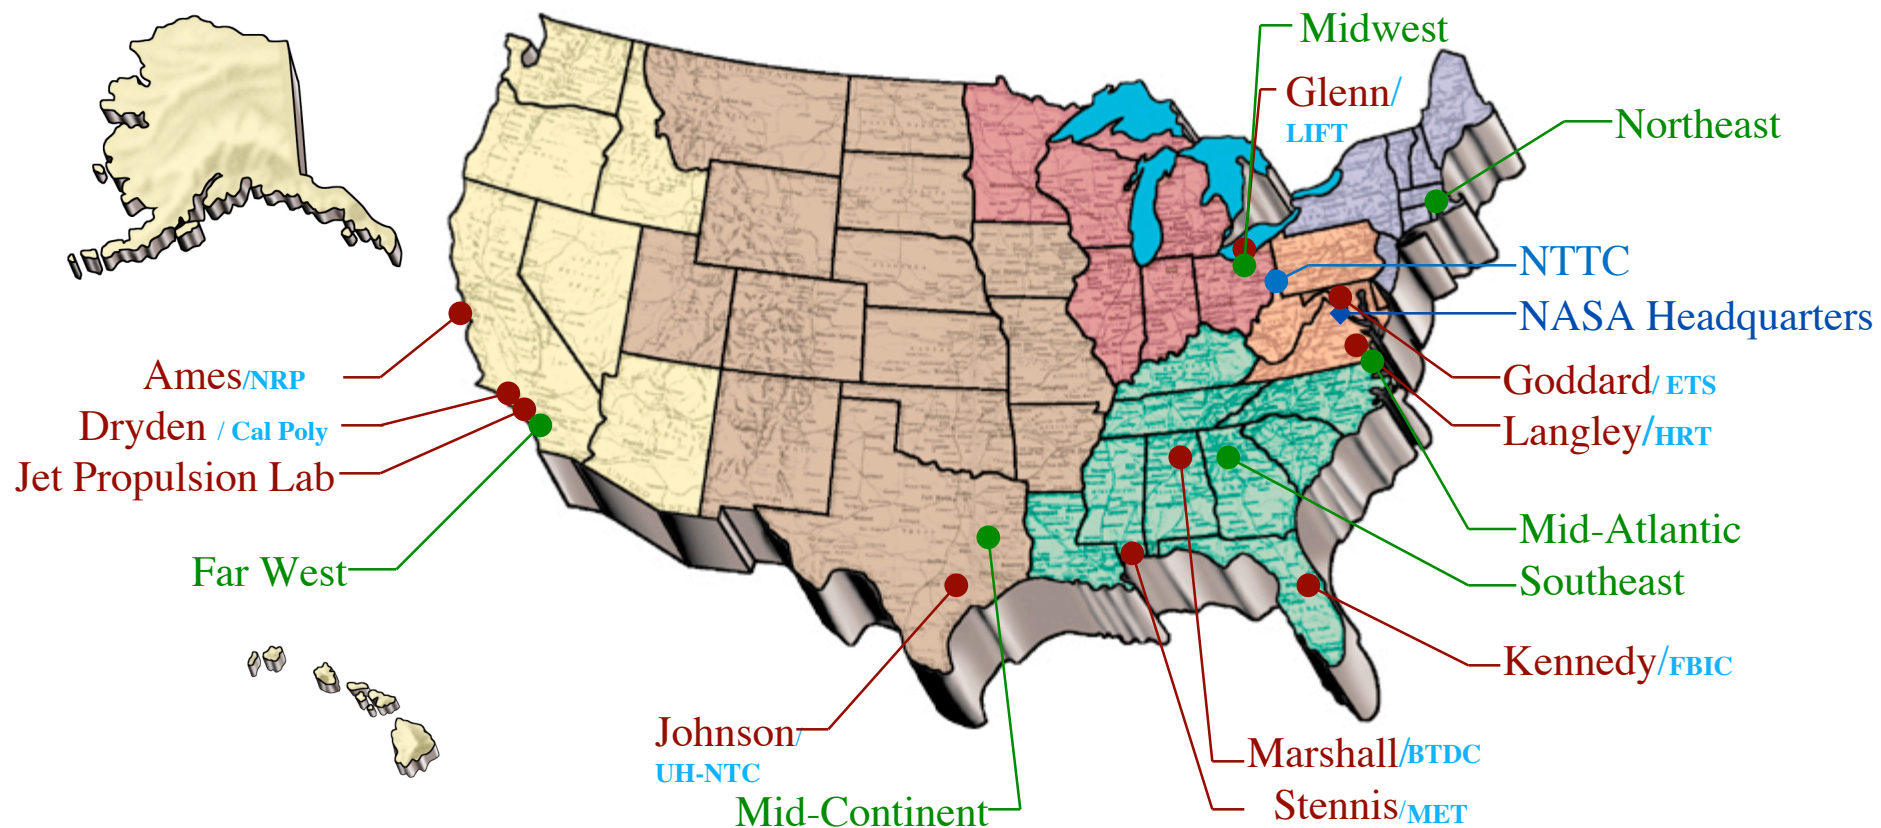 Midwest
Glenn/
LIFT
Northeast
NTTC
NASA Headquarters
Ames/NRP
Goddard/ ETS
Dryden / Cal Poly
Langley/HRT
Jet Propulsion Lab
Mid-Atlantic
Far West
Southeast
Kennedy/FBIC
Johnson/
UH-NTC
Marshall/BTDC
Mid-Continent
Stennis/MET